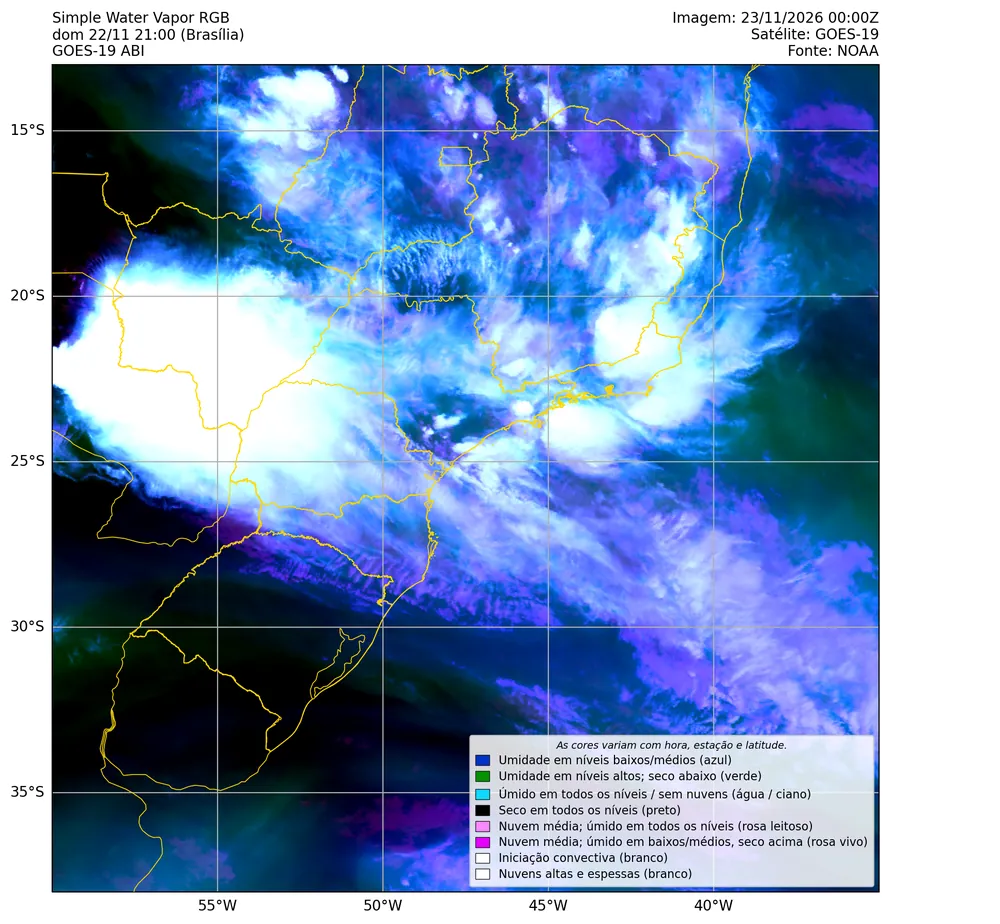 Simple Water Vapor RGB
dom 22/11 21:00 (Brasília)
GOES-19 ABI
Imagem: 23/11/2026 00:00Z
Satélite: GOES-19
Fonte: NOAA
15°S
20°S
25°S
30°S
35°S
55°W
50°W
45°W
40°W
As cores variam com hora, estação e latitude.
Umidade em níveis baixos/médios (azul)
Umidade em níveis altos; seco abaixo (verde)
Úmido em todos os níveis / sem nuvens (água / ciano)
Seco em todos os níveis (preto)
Nuvem média; úmido em todos os níveis (rosa leitoso)
Nuvem média; úmido em baixos/médios, seco acima (rosa vivo)
Iniciação convectiva (branco)
Nuvens altas e espessas (branco)